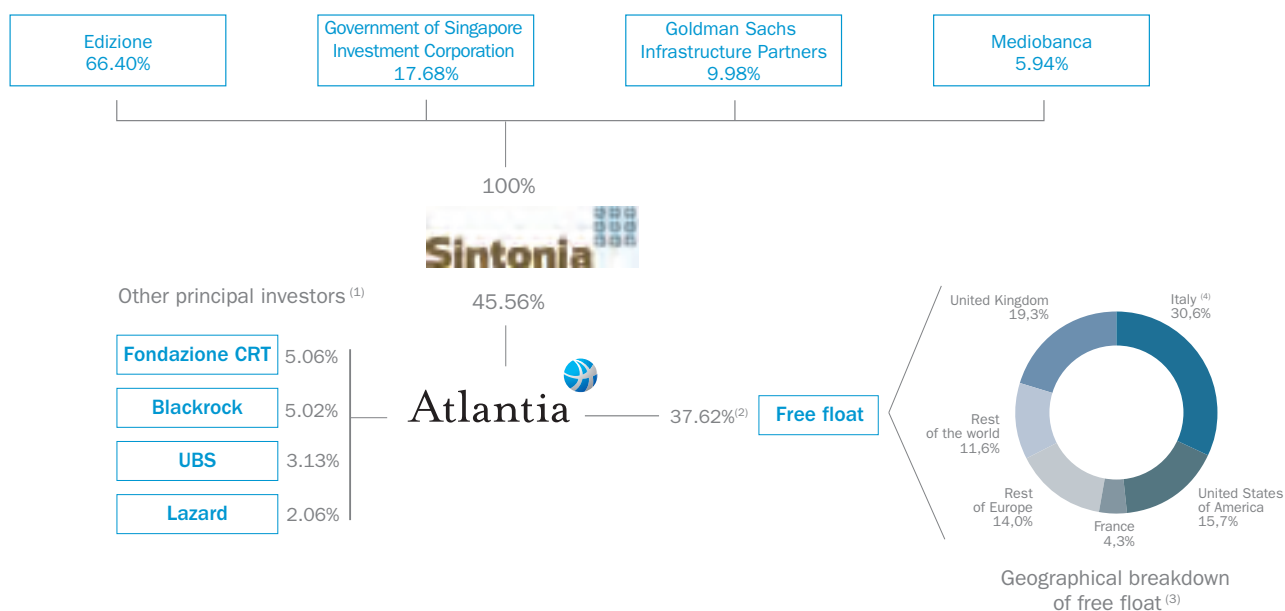 Edizione
66.40%
Government of Singapore
Investment Corporation
17.68%
Goldman Sachs
Infrastructure Partners
9.98%
Mediobanca
5.94%
100%
Sintonia
45.56%
Other principal investors (1)
Fondazione CRT 5.06%
Blackrock 5.02%
UBS 3.13%
Lazard 2.06%
Atlantia
37.62%(2)
Free float
United Kingdom
19,3%
Italy (4)
30,6%
Rest
of the world
11,6%
Rest
of Europe
14,0%
France
4,3%
United States
of America
15,7%
Geographical breakdown
of free float (3)